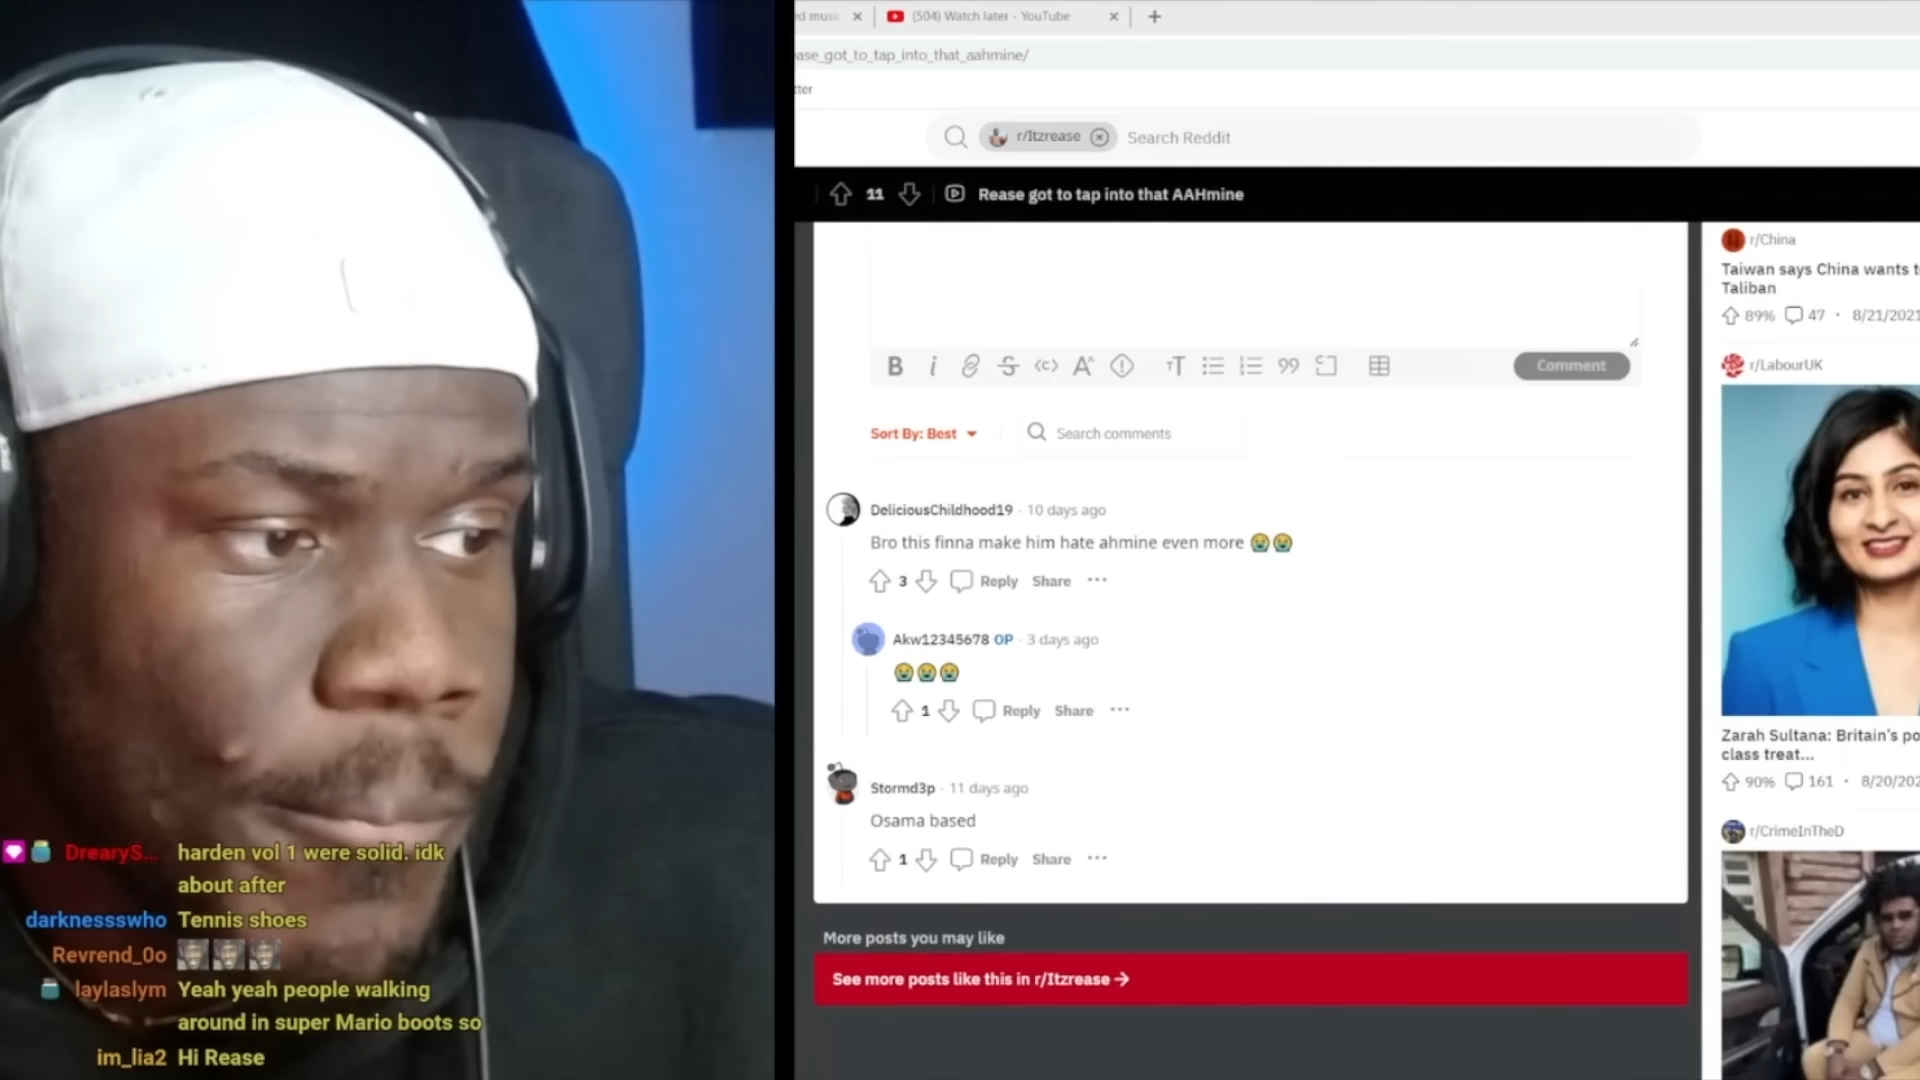 ed musi
(504) Watch later - YouTube
ease_got_to_tap_into_that_aahmine/
tter
r/Itzrease
Search Reddit
11
Rease got to tap into that AAHmine
B i
Comment
Sort By: Best
Search comments
DeliciousChildhood19 · 10 days ago
Bro this finna make him hate ahmine even more 😭😭
3 Reply Share ···
Akw12345678 OP · 3 days ago
😭😭😭
1 Reply Share ···
Stormd3p · 11 days ago
Osama based
1 Reply Share ···
More posts you may like
See more posts like this in r/Itzrease →
r/China
Taiwan says China wants t
Taliban
89% 47 · 8/21/2021
r/LabourUK
Zarah Sultana: Britain's po
class treat...
90% 161 · 8/20/202
r/CrimeInTheD
DrearyS... harden vol 1 were solid. idk
about after
darknessswho Tennis shoes
Revrend_0o
laylaslym Yeah yeah people walking
around in super Mario boots so
im_lia2 Hi Rease